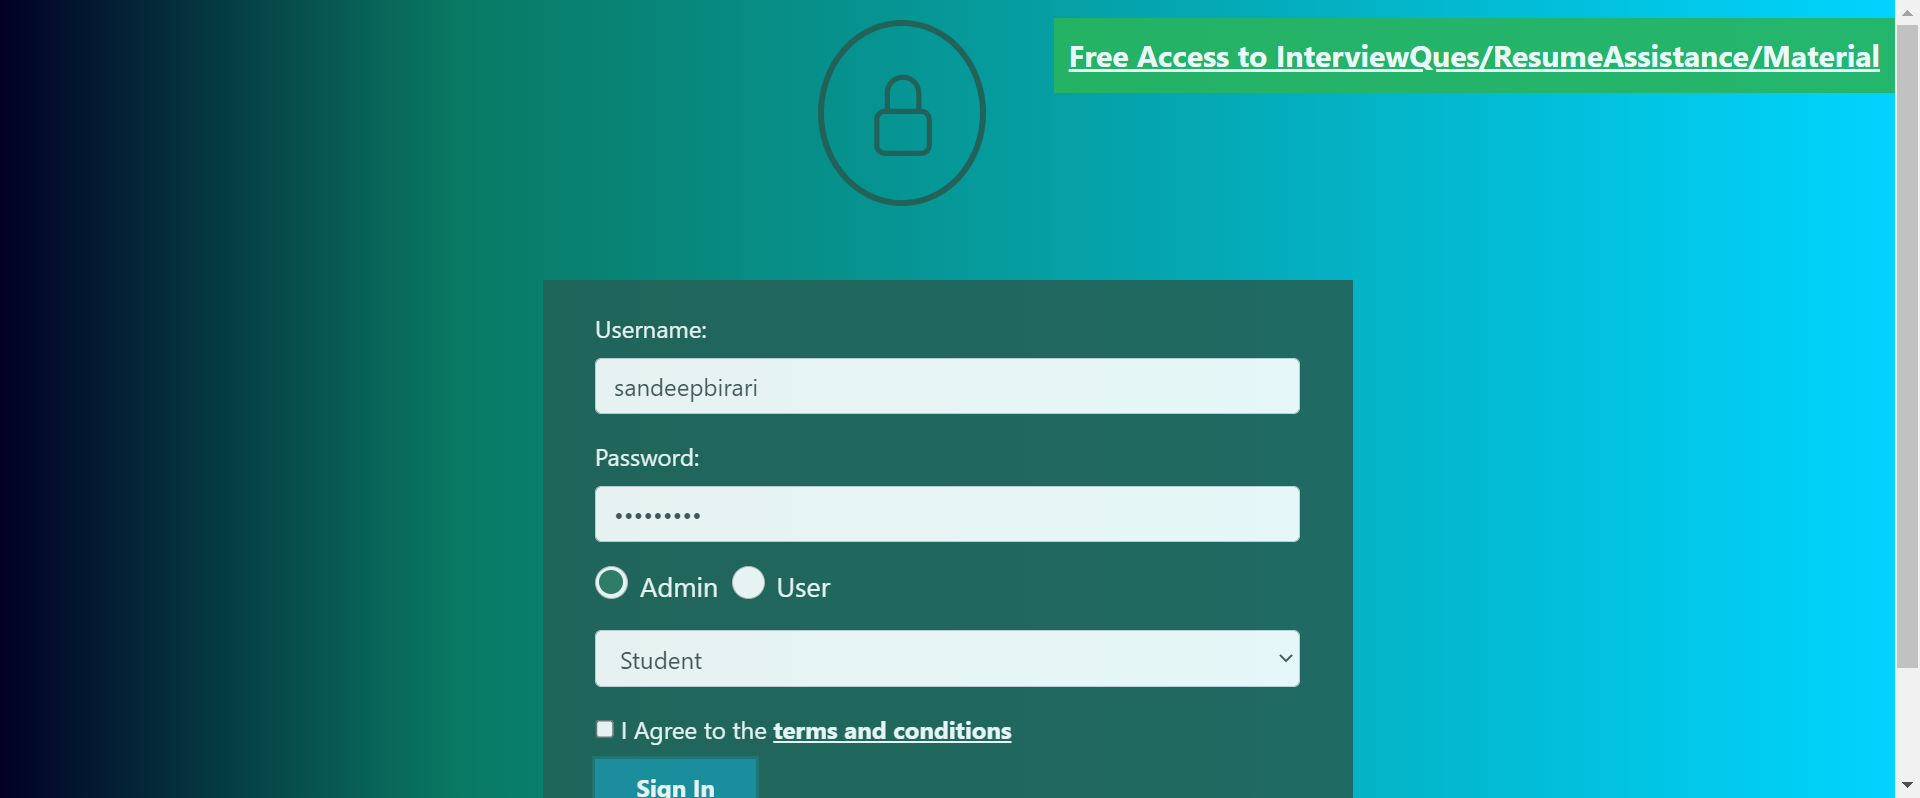 Free Access to InterviewQues/ResumeAssistance/Material
Username:
sandeepbirari
Password:
•••••••••
Admin User
Student
I Agree to the terms and conditions
Sign In